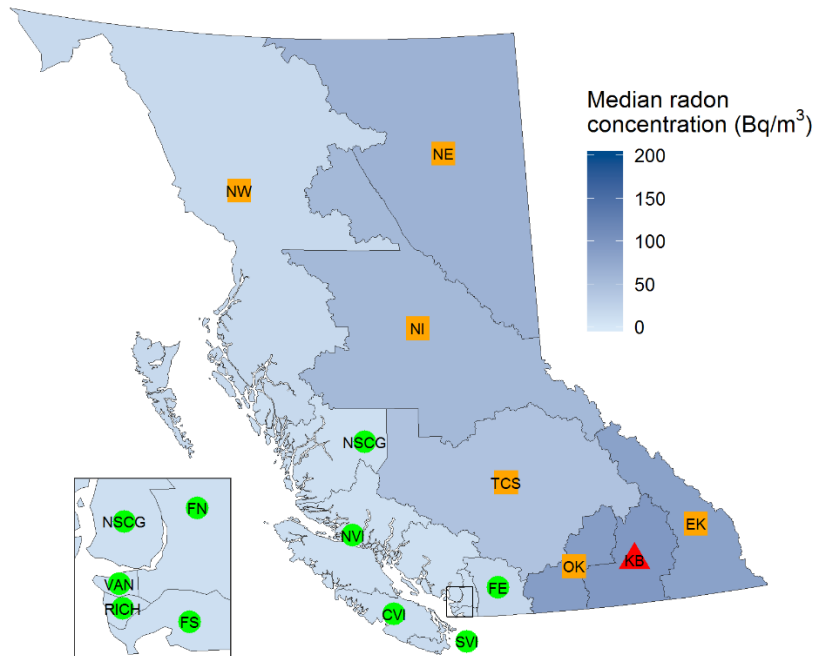 Median radon
concentration (Bq/m³)
200
150
100
50
0
NE
NW
NI
NSCG
TCS
EK
KB
OK
NVI
FE
CVI
SVI
NSCG
FN
VAN
RICH
FS